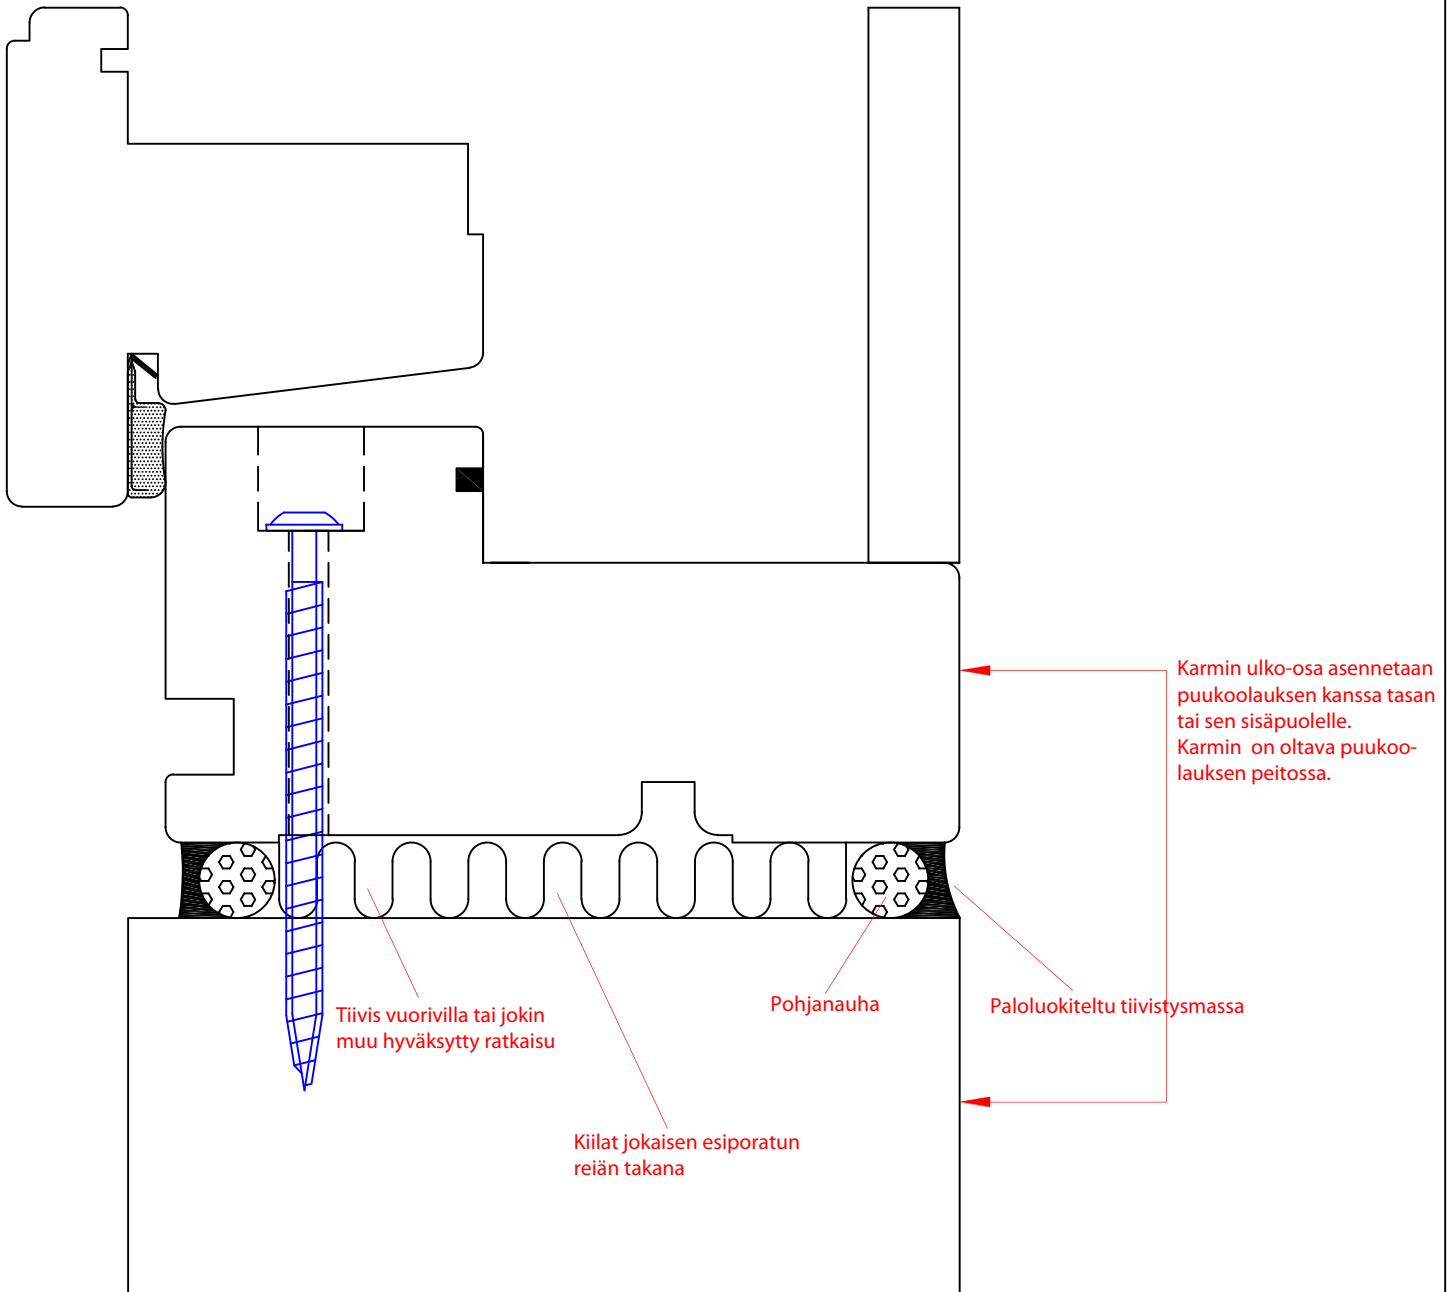 Karmin ulko-osa asennetaan
puukoolauksen kanssa tasan
tai sen sisäpuolelle.
Karmin on oltava puukoo-
lauksen peitossa.
Tiivis vuorivilla tai jokin
muu hyväksytty ratkaisu
Pohjanauha
Paloluokiteltu tiivistysmassa
Kiilat jokaisen esiporatun
reiän takana